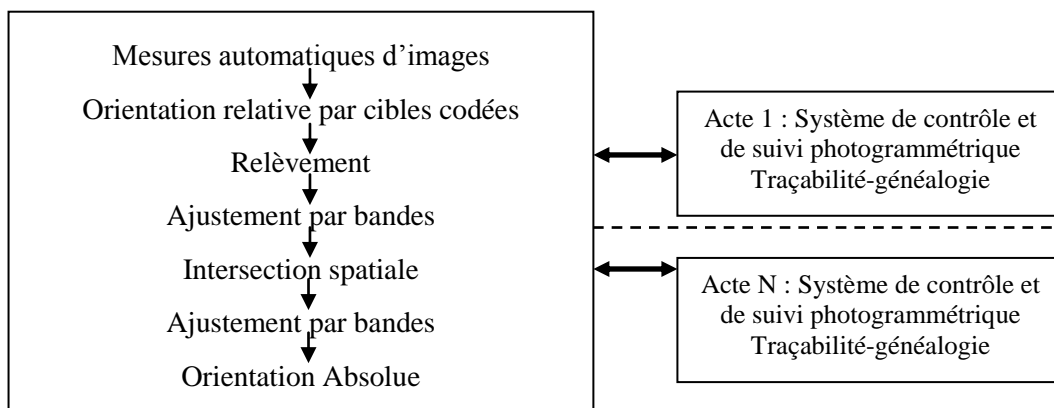 Mesures automatiques d’images
Orientation relative par cibles codées
Relèvement
Ajustement par bandes
Intersection spatiale
Ajustement par bandes
Orientation Absolue
Acte 1 : Système de contrôle et
de suivi photogrammétrique
Traçabilité-généalogie
Acte N : Système de contrôle et
de suivi photogrammétrique
Traçabilité-généalogie